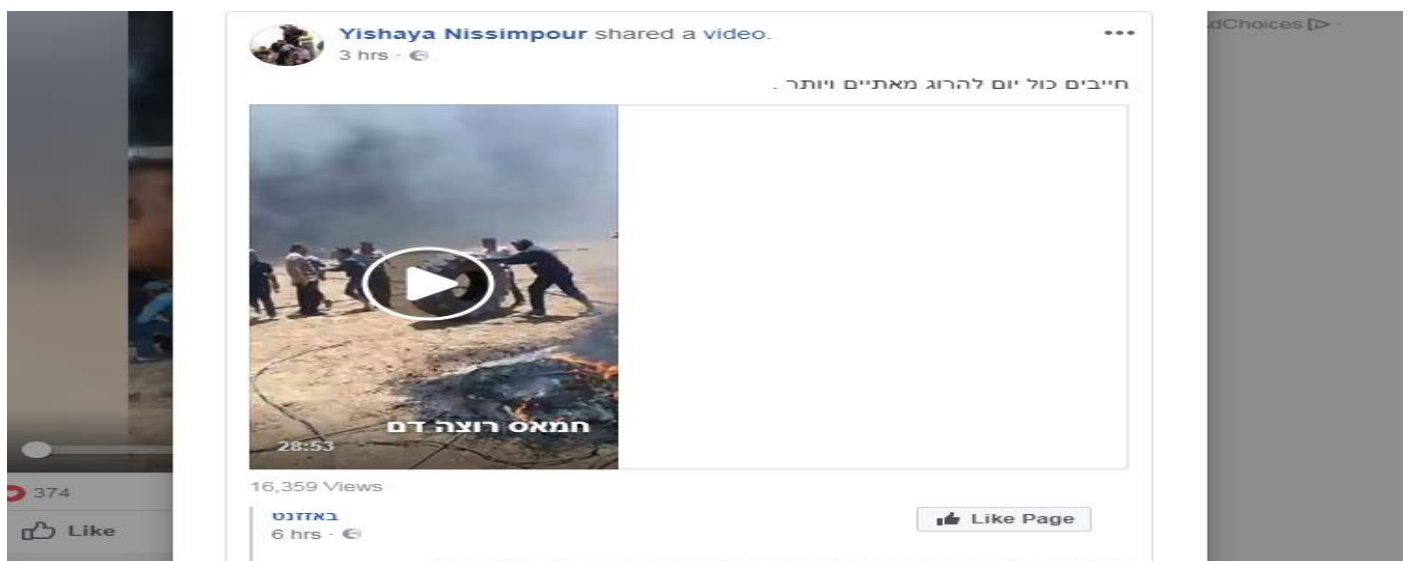 Yishaya Nissimpour shared a video.
3 hrs ·
חייבים כול יום להרוג מאתיים ויותר .
חמאס רוצה דם
28:53
16,359 Views
באזזנט
6 hrs ·
Like Page
374
Like
dChoices